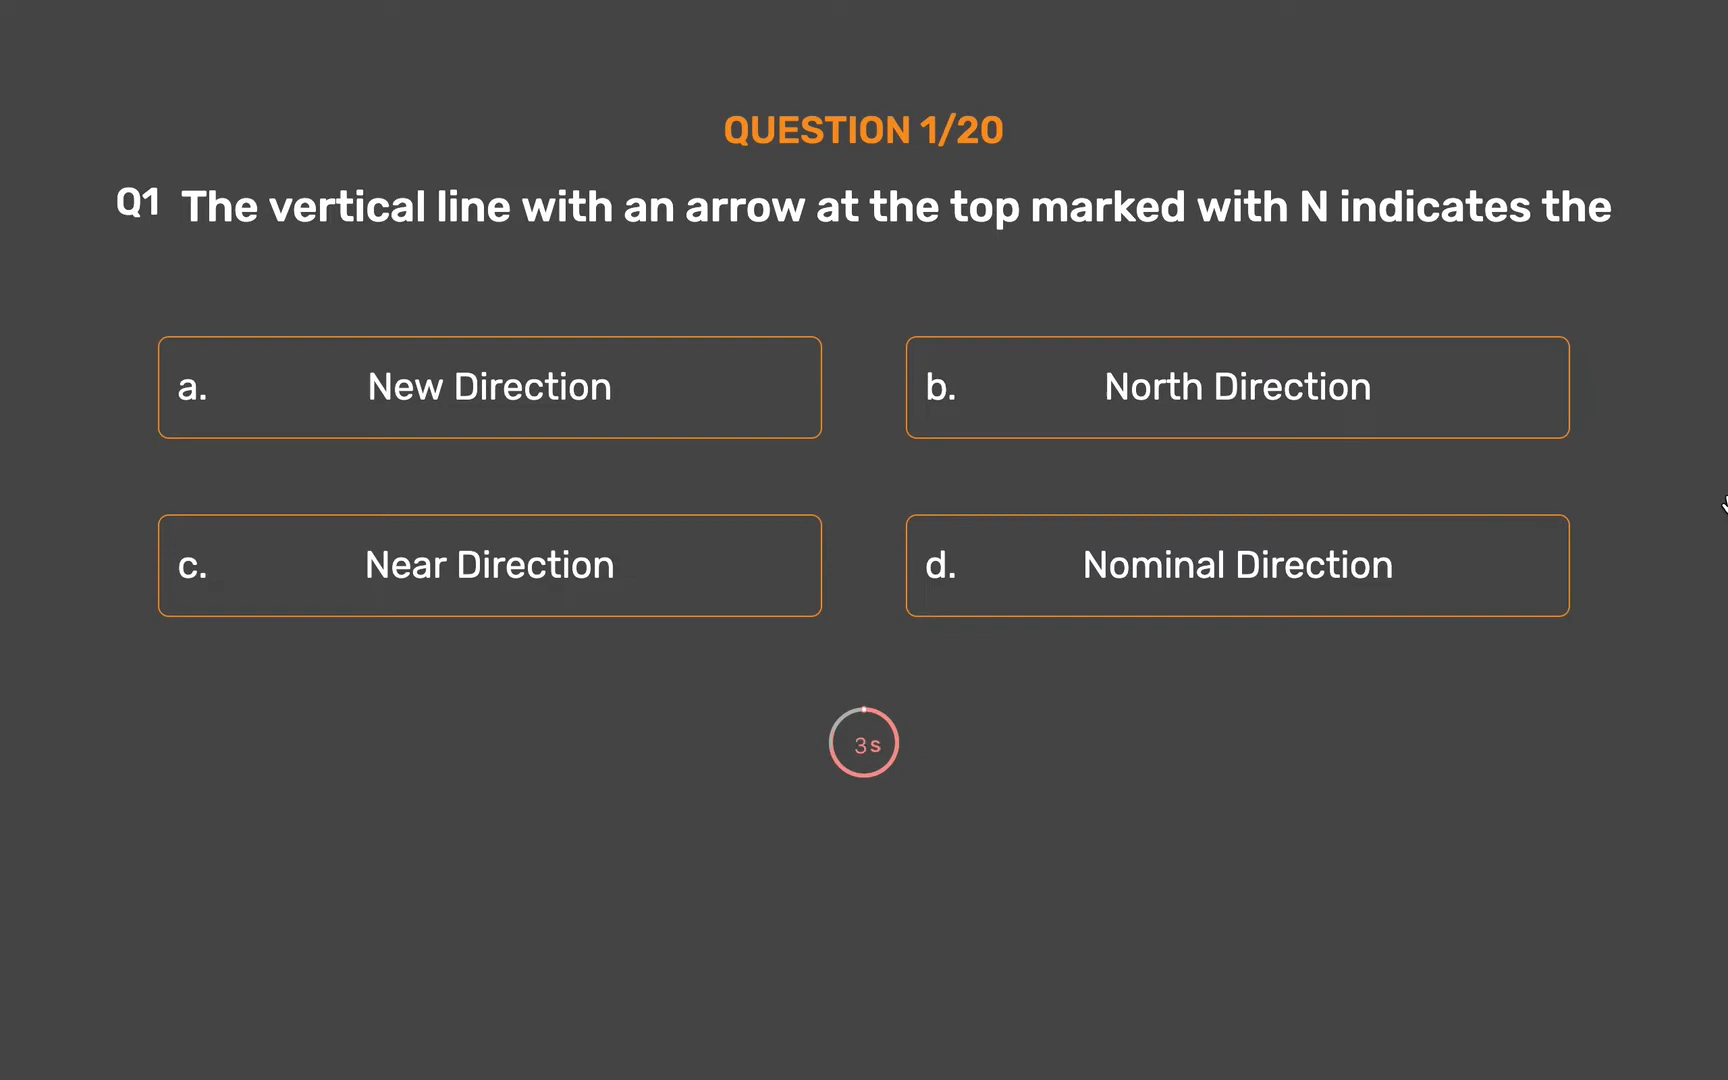 QUESTION 1/20
Q1 The vertical line with an arrow at the top marked with N indicates the
a. New Direction
b. North Direction
c. Near Direction
d. Nominal Direction
3s